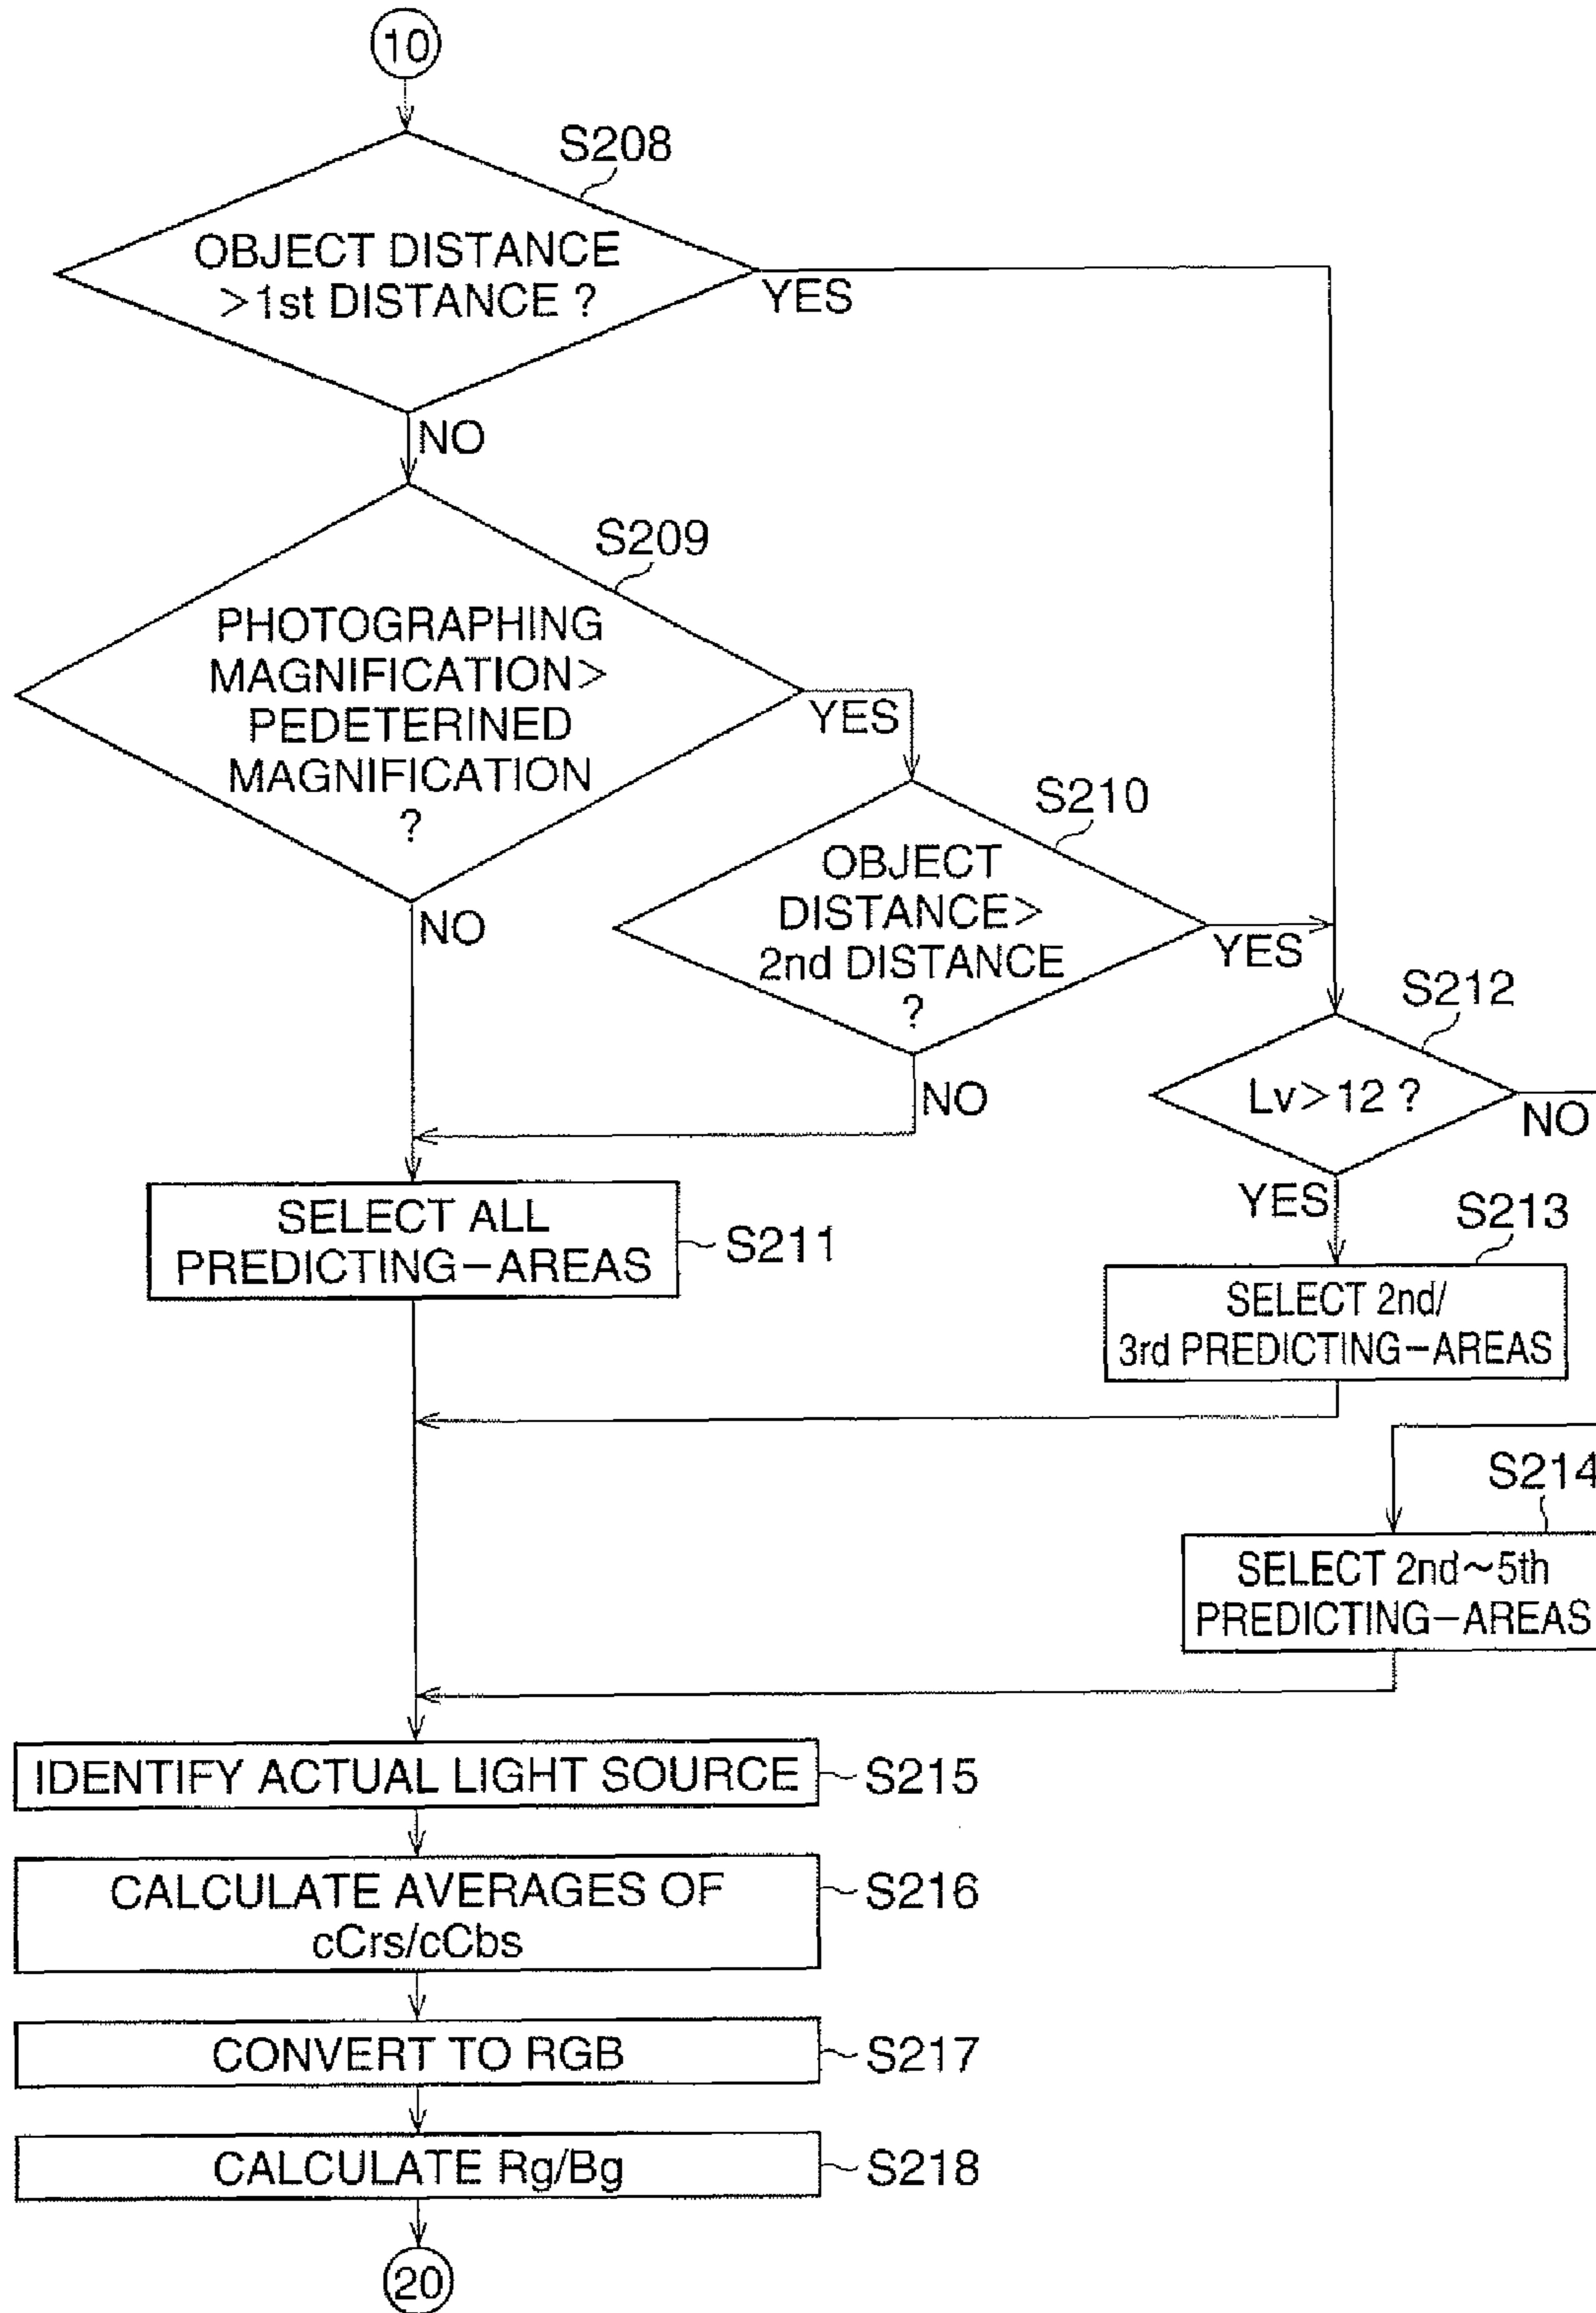 10
S208
OBJECT DISTANCE
>1st DISTANCE ?
YES
NO
S209
PHOTOGRAPHING
MAGNIFICATION>
PEDETERINED
MAGNIFICATION
?
YES
NO
S210
OBJECT
DISTANCE>
2nd DISTANCE
?
YES
NO
S212
Lv>12 ?
NO
YES
SELECT ALL
PREDICTING-AREAS
S211
S213
SELECT 2nd/
3rd PREDICTING-AREAS
S214
SELECT 2nd~5th
PREDICTING-AREAS
IDENTIFY ACTUAL LIGHT SOURCE
S215
CALCULATE AVERAGES OF
cCrs/cCbs
S216
CONVERT TO RGB
S217
CALCULATE Rg/Bg
S218
20